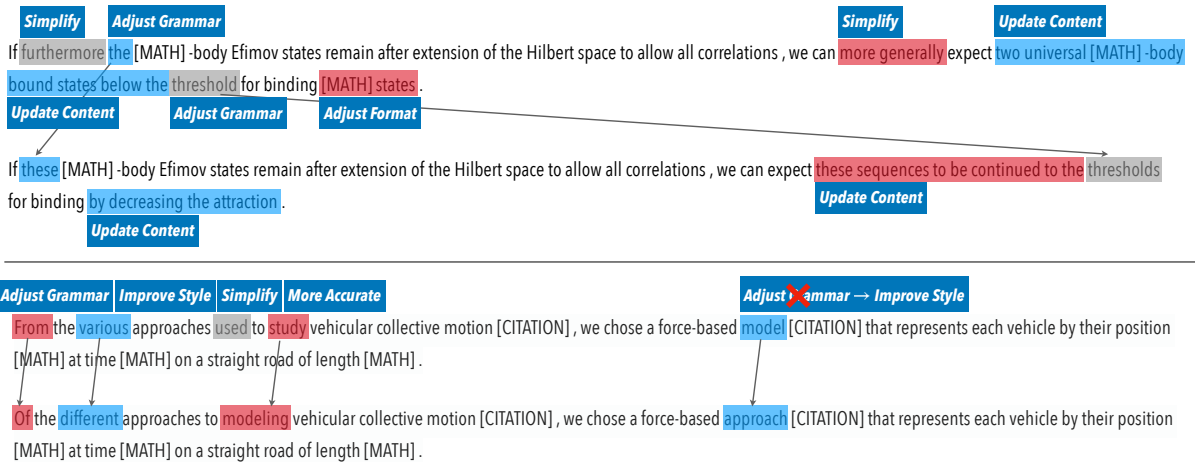 Simplify Adjust Grammar Simplify Update Content
If furthermore the [MATH] -body Efimov states remain after extension of the Hilbert space to allow all correlations , we can more generally expect two universal [MATH] -body
bound states below the threshold for binding [MATH] states .
Update Content Adjust Grammar Adjust Format
If these [MATH] -body Efimov states remain after extension of the Hilbert space to allow all correlations , we can expect these sequences to be continued to the thresholds
for binding by decreasing the attraction .
Update Content
Update Content
Adjust Grammar Improve Style Simplify More Accurate Adjust Grammar → Improve Style
From the various approaches used to study vehicular collective motion [CITATION] , we chose a force-based model [CITATION] that represents each vehicle by their position
[MATH] at time [MATH] on a straight road of length [MATH] .
Of the different approaches to modeling vehicular collective motion [CITATION] , we chose a force-based approach [CITATION] that represents each vehicle by their position
[MATH] at time [MATH] on a straight road of length [MATH] .